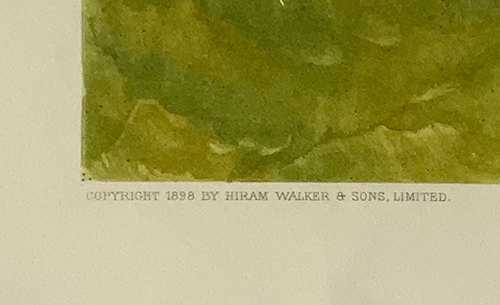 COPYRIGHT 1898 BY HIRAM WALKER & SONS, LIMITED.